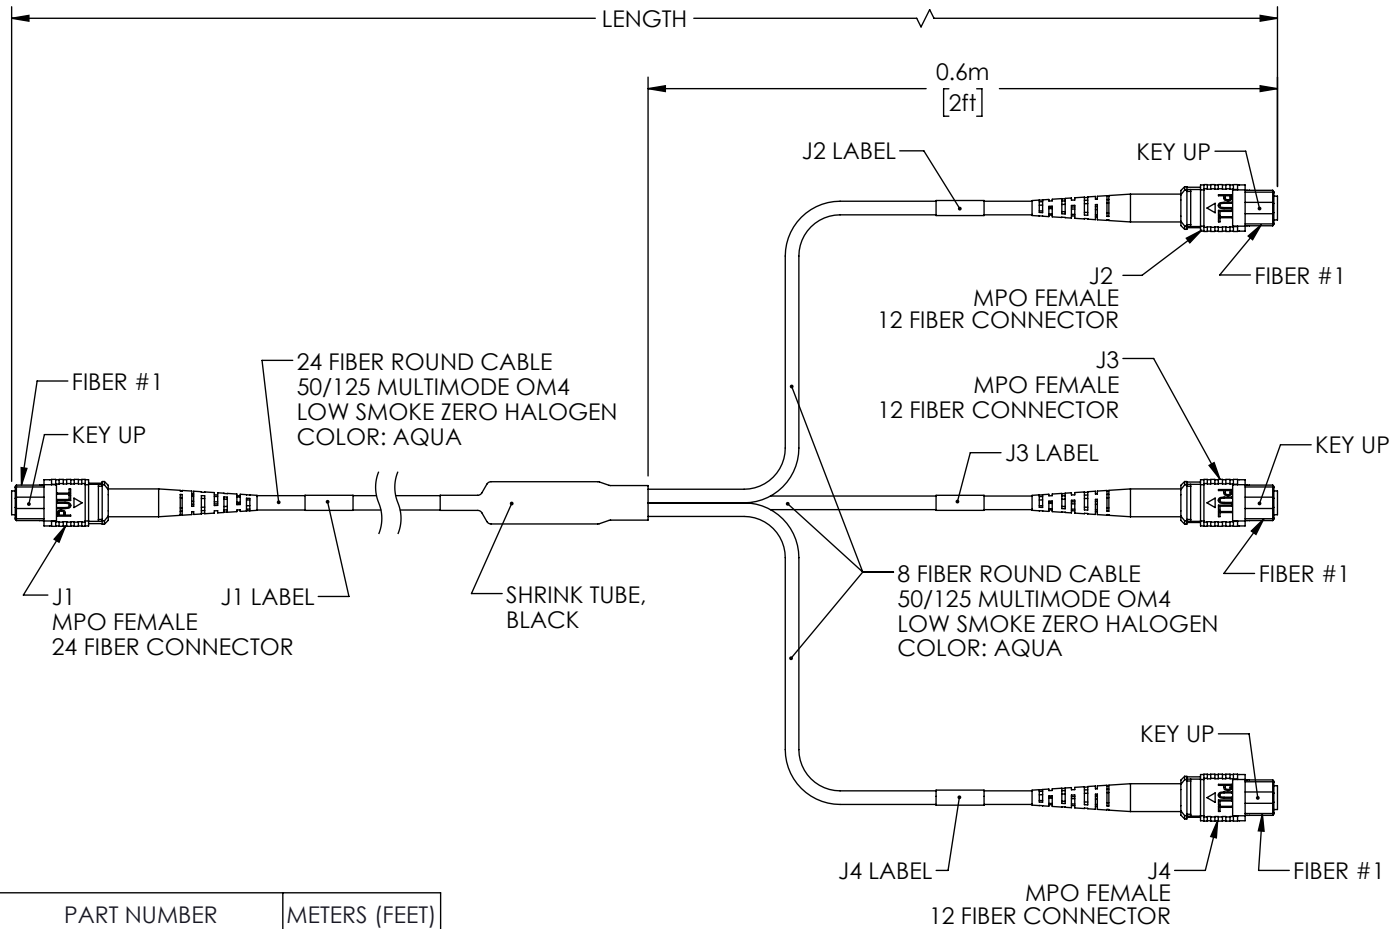 LENGTH
0.6m
[2ft]
J2 LABEL
KEY UP
PULL
J2
MPO FEMALE
12 FIBER CONNECTOR
FIBER #1
24 FIBER ROUND CABLE
50/125 MULTIMODE OM4
LOW SMOKE ZERO HALOGEN
COLOR: AQUA
FIBER #1
KEY UP
PULL
J1
MPO FEMALE
24 FIBER CONNECTOR
J1 LABEL
SHRINK TUBE,
BLACK
J3
MPO FEMALE
12 FIBER CONNECTOR
J3 LABEL
KEY UP
PULL
FIBER #1
8 FIBER ROUND CABLE
50/125 MULTIMODE OM4
LOW SMOKE ZERO HALOGEN
COLOR: AQUA
KEY UP
PULL
J4 LABEL
J4
MPO FEMALE
12 FIBER CONNECTOR
FIBER #1
PART NUMBER
METERS (FEET)